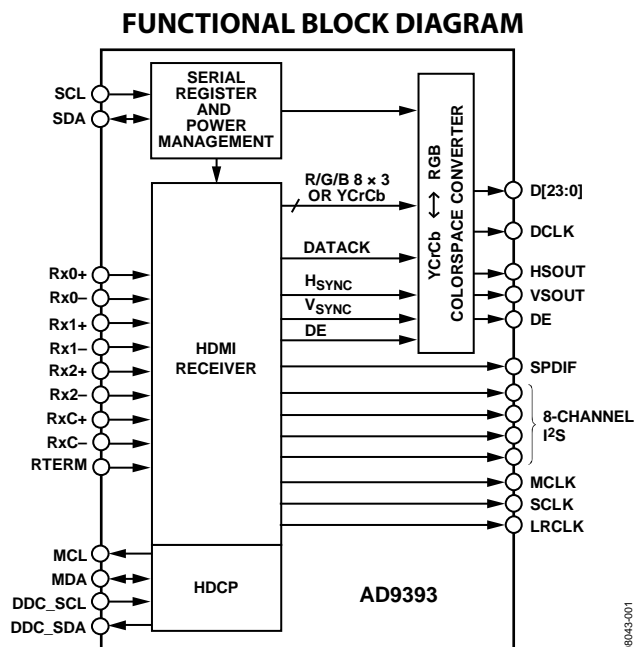 FUNCTIONAL BLOCK DIAGRAM
SERIAL
REGISTER
AND
POWER
MANAGEMENT
SCL
SDA
R/G/B 8 × 3
OR YCrCb
DATACK
HSYNC
VSYNC
DE
YCrCb ↔ RGB
COLORSPACE CONVERTER
D[23:0]
DCLK
HSOUT
VSOUT
DE
Rx0+
Rx0–
Rx1+
Rx1–
Rx2+
Rx2–
RxC+
RxC–
RTERM
HDMI
RECEIVER
SPDIF
8-CHANNEL
I2S
MCLK
SCLK
LRCLK
MCL
MDA
DDC_SCL
DDC_SDA
HDCP
AD9393